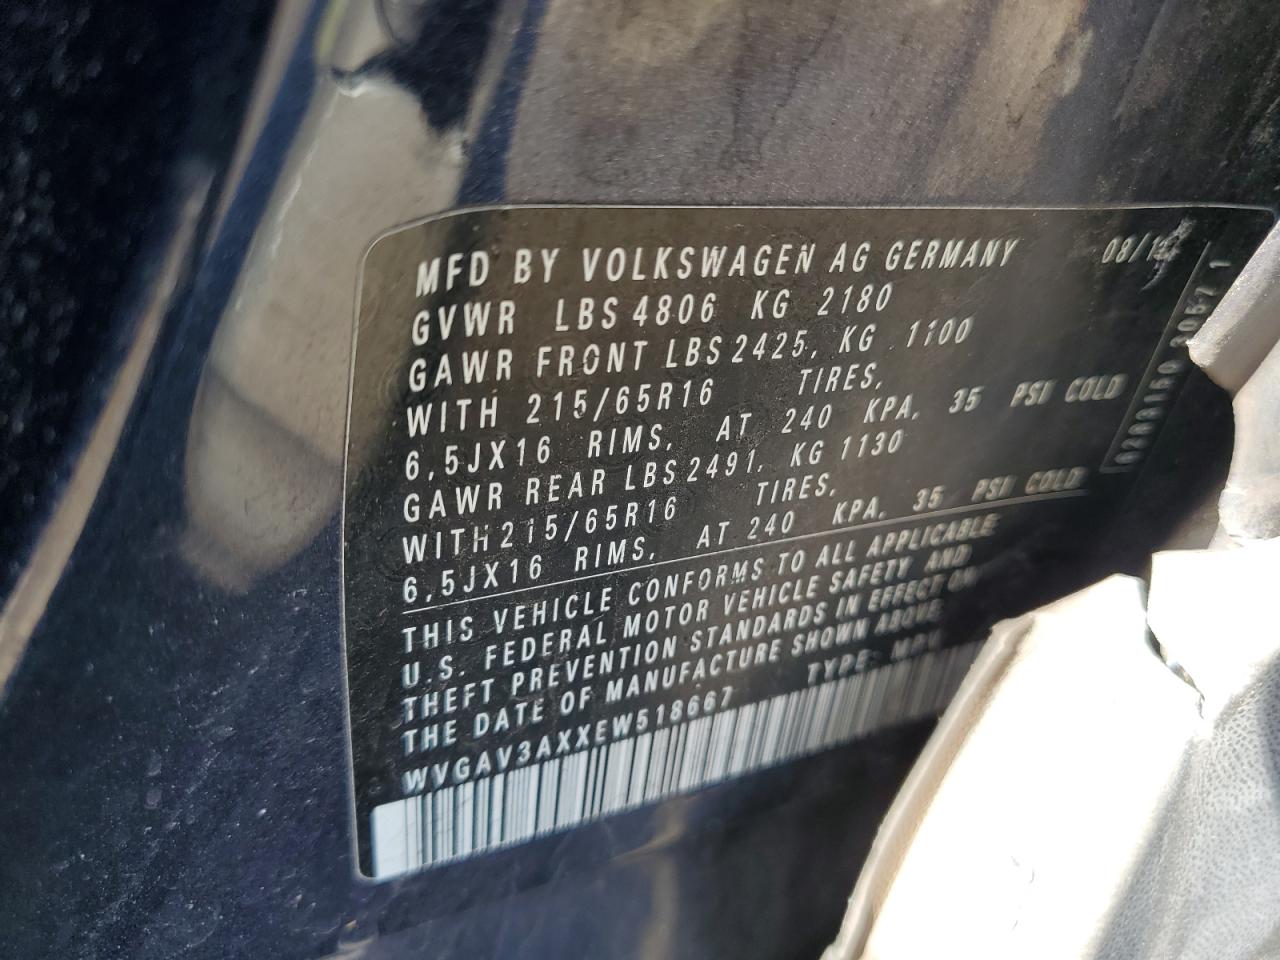 MFD BY VOLKSWAGEN AG GERMANY
GVWR LBS 4806 KG 2180
GAWR FRONT LBS 2425, KG 1100
WITH 215/65R16 TIRES,
6,5JX16 RIMS, AT 240 KPA, 35 PSI COLD
GAWR REAR LBS 2491, KG 1130
WITH 215/65R16 TIRES,
6,5JX16 RIMS, AT 240 KPA, 35 PSI COLD
THIS VEHICLE CONFORMS TO ALL APPLICABLE
U.S. FEDERAL MOTOR VEHICLE SAFETY AND
THEFT PREVENTION STANDARDS IN EFFECT ON
THE DATE OF MANUFACTURE SHOWN ABOVE
WVGAV3AXXEW518667 TYPE: MPV